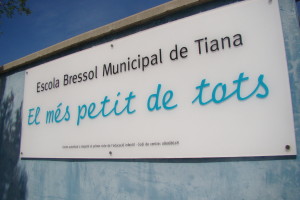 Escola Bressol Municipal de Tiana
El més petit de tots